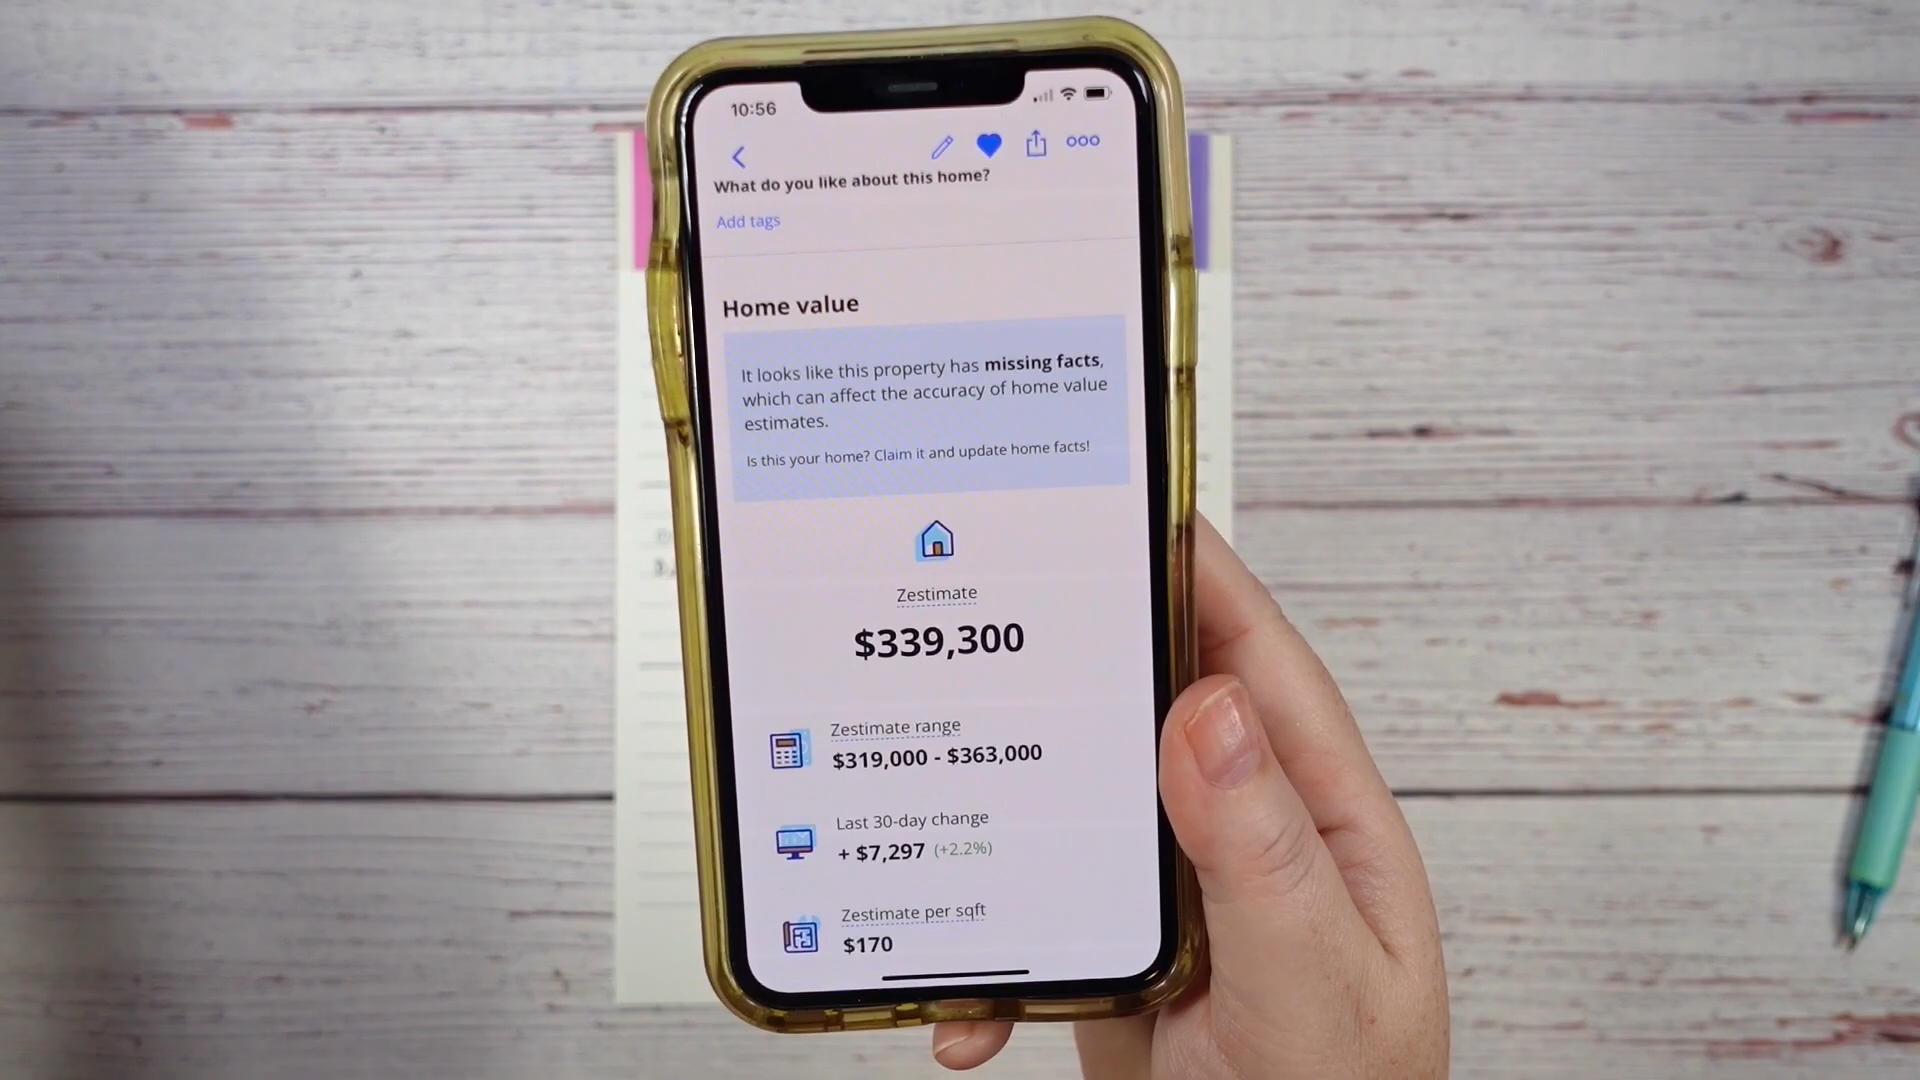 10:56
What do you like about this home?
Add tags
Home value
It looks like this property has missing facts,
which can affect the accuracy of home value
estimates.
Is this your home? Claim it and update home facts!
Zestimate
$339,300
Zestimate range
$319,000 - $363,000
Last 30-day change
+ $7,297 (+2.2%)
Zestimate per sqft
$170